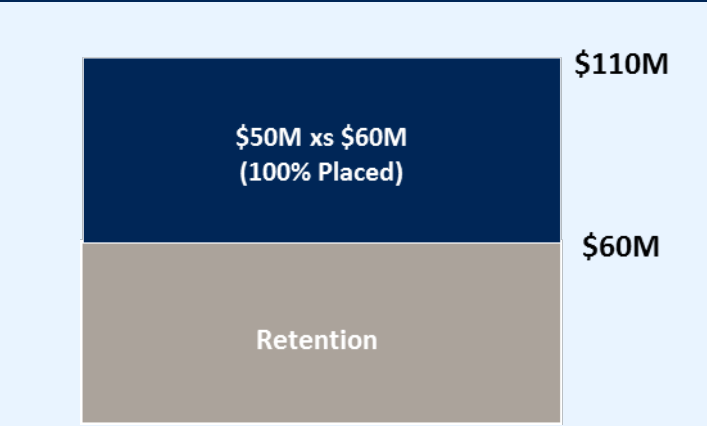 $110M
$50M xs $60M
(100% Placed)
$60M
Retention